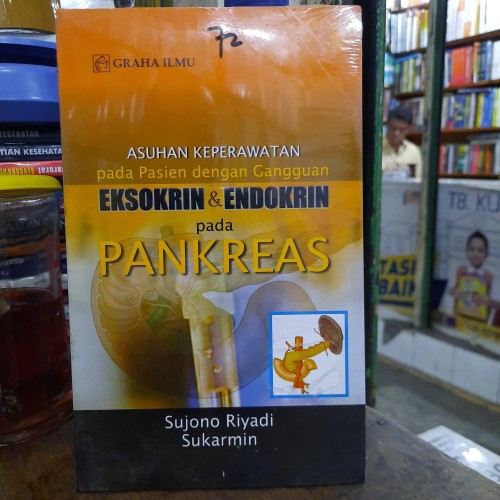 72
GRAHA ILMU
ASUHAN KEPERAWATAN
pada Pasien dengan Gangguan
EKSOKRIN & ENDOKRIN
pada
PANKREAS
Sujono Riyadi
Sukarmin
KESEHATAN
TIAN KESEHATA
TB. KU
TASI
BAIK